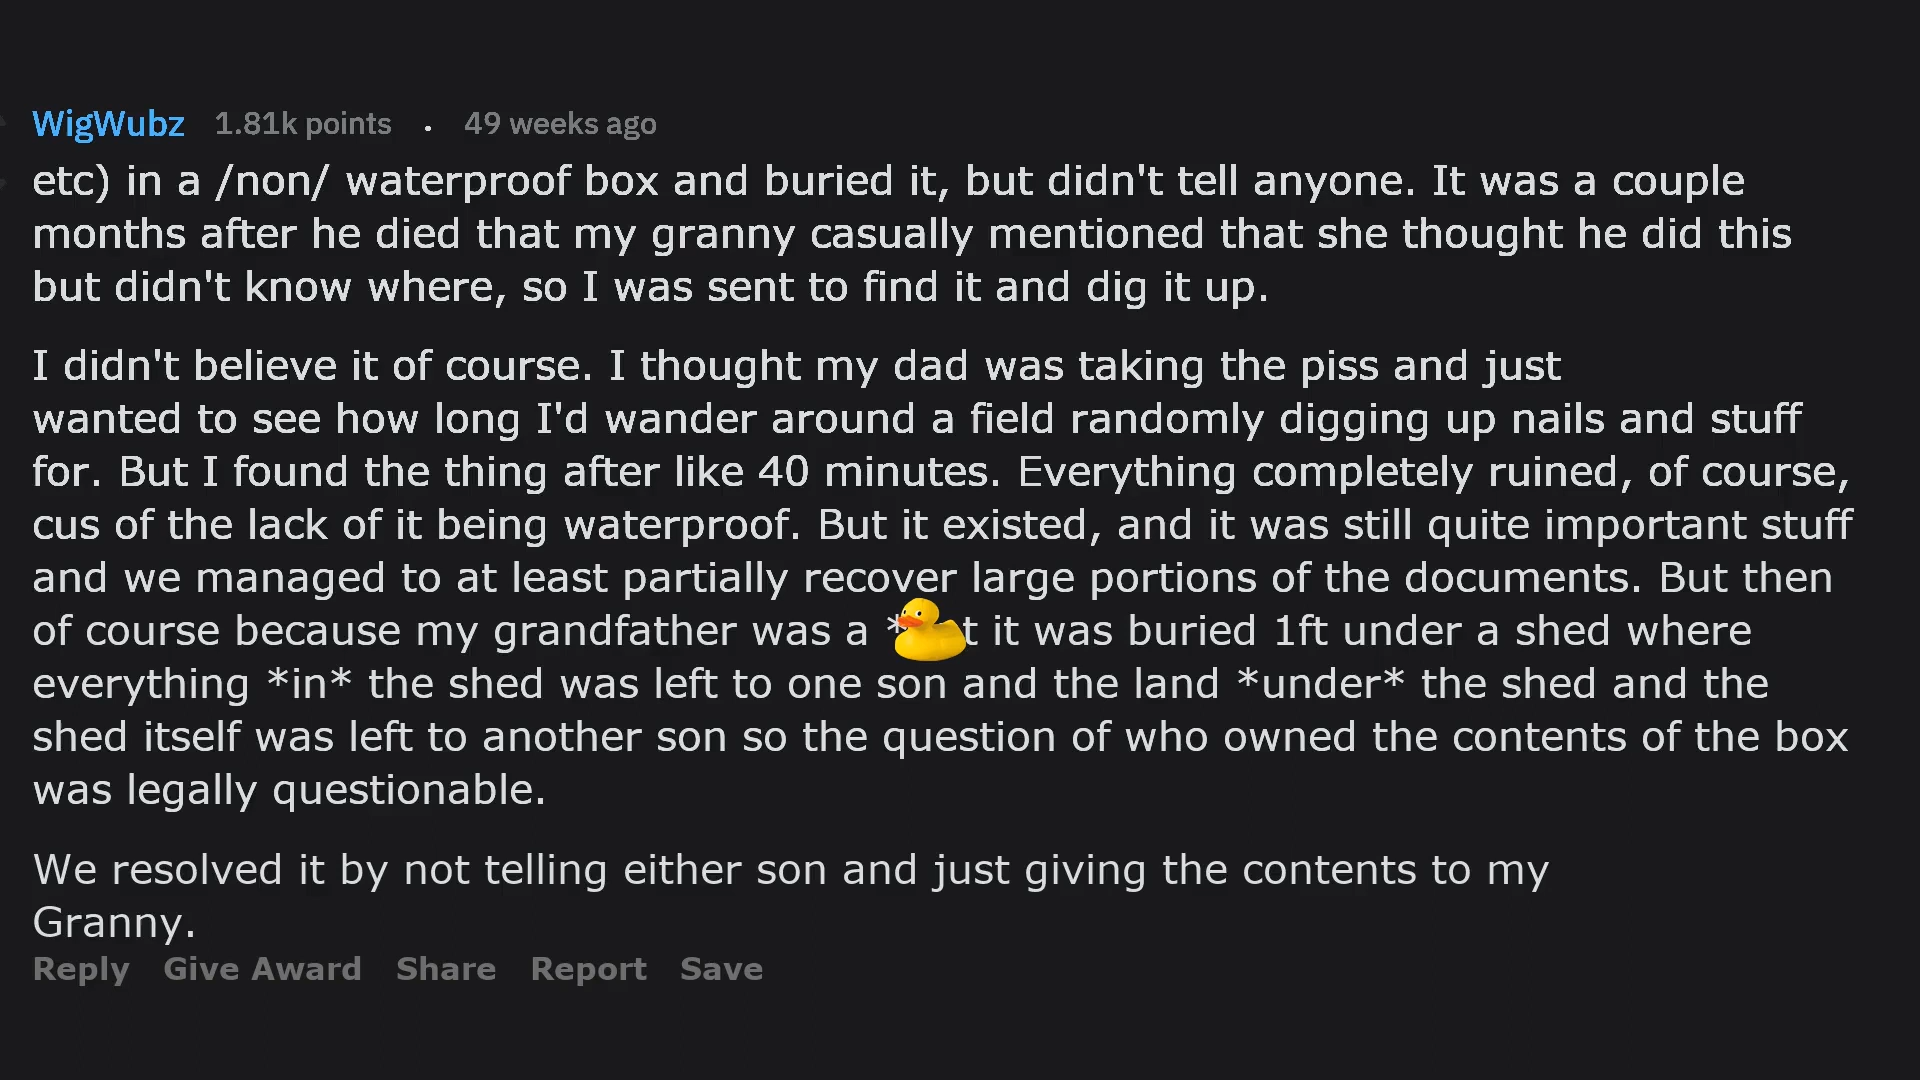 WigWubz 1.81k points . 49 weeks ago
etc) in a /non/ waterproof box and buried it, but didn't tell anyone. It was a couple
months after he died that my granny casually mentioned that she thought he did this
but didn't know where, so I was sent to find it and dig it up.
I didn't believe it of course. I thought my dad was taking the piss and just
wanted to see how long I'd wander around a field randomly digging up nails and stuff
for. But I found the thing after like 40 minutes. Everything completely ruined, of course,
cus of the lack of it being waterproof. But it existed, and it was still quite important stuff
and we managed to at least partially recover large portions of the documents. But then
of course because my grandfather was a *t it was buried 1ft under a shed where
everything *in* the shed was left to one son and the land *under* the shed and the
shed itself was left to another son so the question of who owned the contents of the box
was legally questionable.
We resolved it by not telling either son and just giving the contents to my
Granny.
Reply Give Award Share Report Save